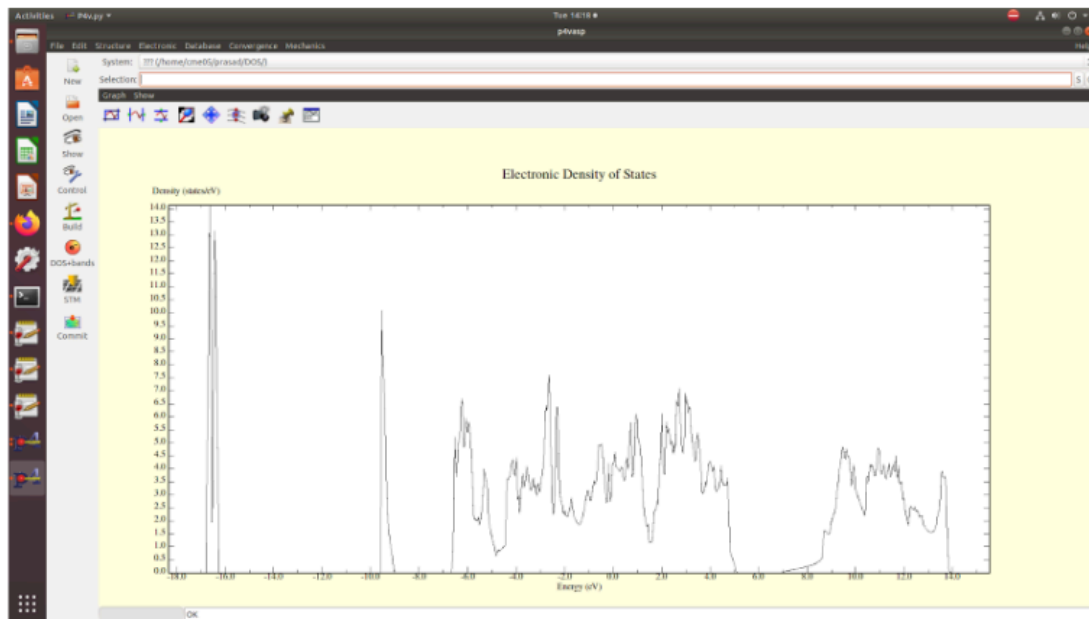 Activities P4v.py Tue 14:16
p4vasp
File Edit Structure Electronic Database Convergence Mechanics Help
System: ??? (/home/cme05/prasad/DOS/)
New
Selection: S
Graph Show
Open
Show
Control
Build
DOS+bands
STM
Commit
Electronic Density of States
Density (states/eV)
14.0
13.5
13.0
12.5
12.0
11.5
11.0
10.5
10.0
9.5
9.0
8.5
8.0
7.5
7.0
6.5
6.0
5.5
5.0
4.5
4.0
3.5
3.0
2.5
2.0
1.5
1.0
0.5
0.0
-18.0 -16.0 -14.0 -12.0 -10.0 -8.0 -6.0 -4.0 -2.0 0.0 2.0 4.0 6.0 8.0 10.0 12.0 14.0
Energy (eV)
OK